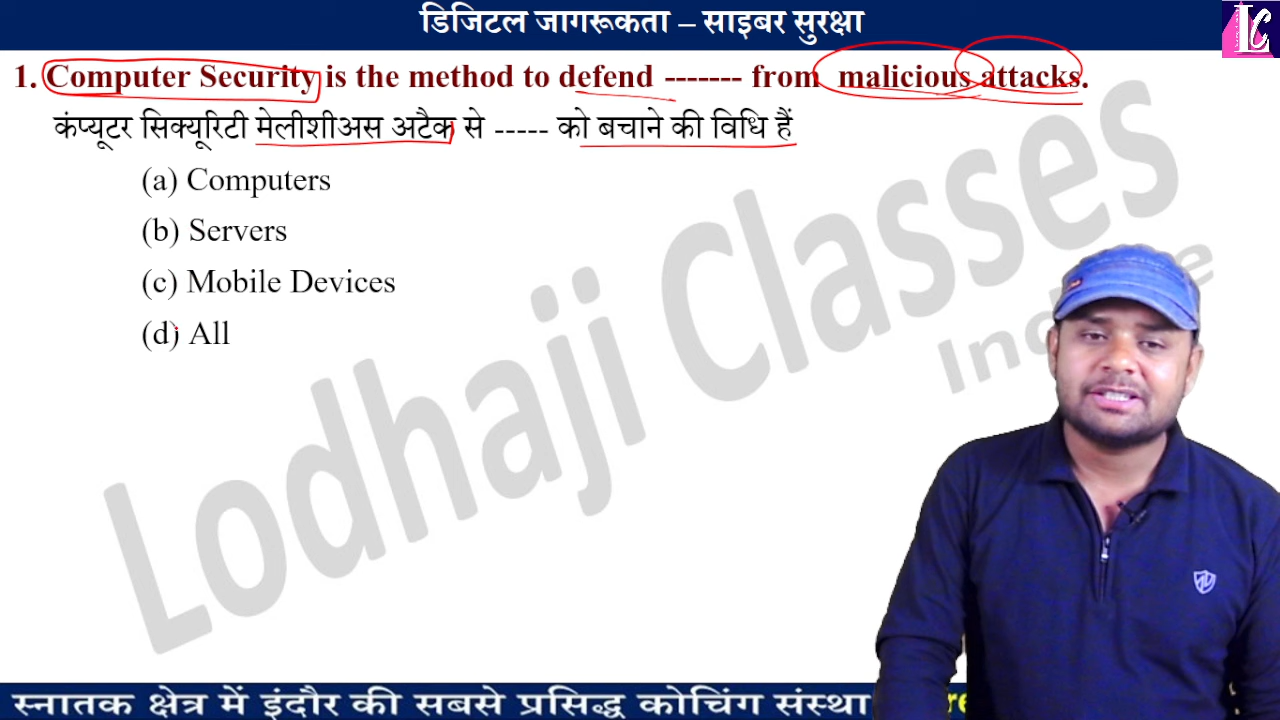 डिजिटल जागरूकता – साइबर सुरक्षा
LC
1. Computer Security is the method to defend ------- from malicious attacks.
कंप्यूटर सिक्यूरिटी मेलीशीअस अटैक से ----- को बचाने की विधि हैं
(a) Computers
(b) Servers
(c) Mobile Devices
(d) All
Lodhaji Classes
स्नातक क्षेत्र में इंदौर की सबसे प्रसिद्ध कोचिंग संस्था